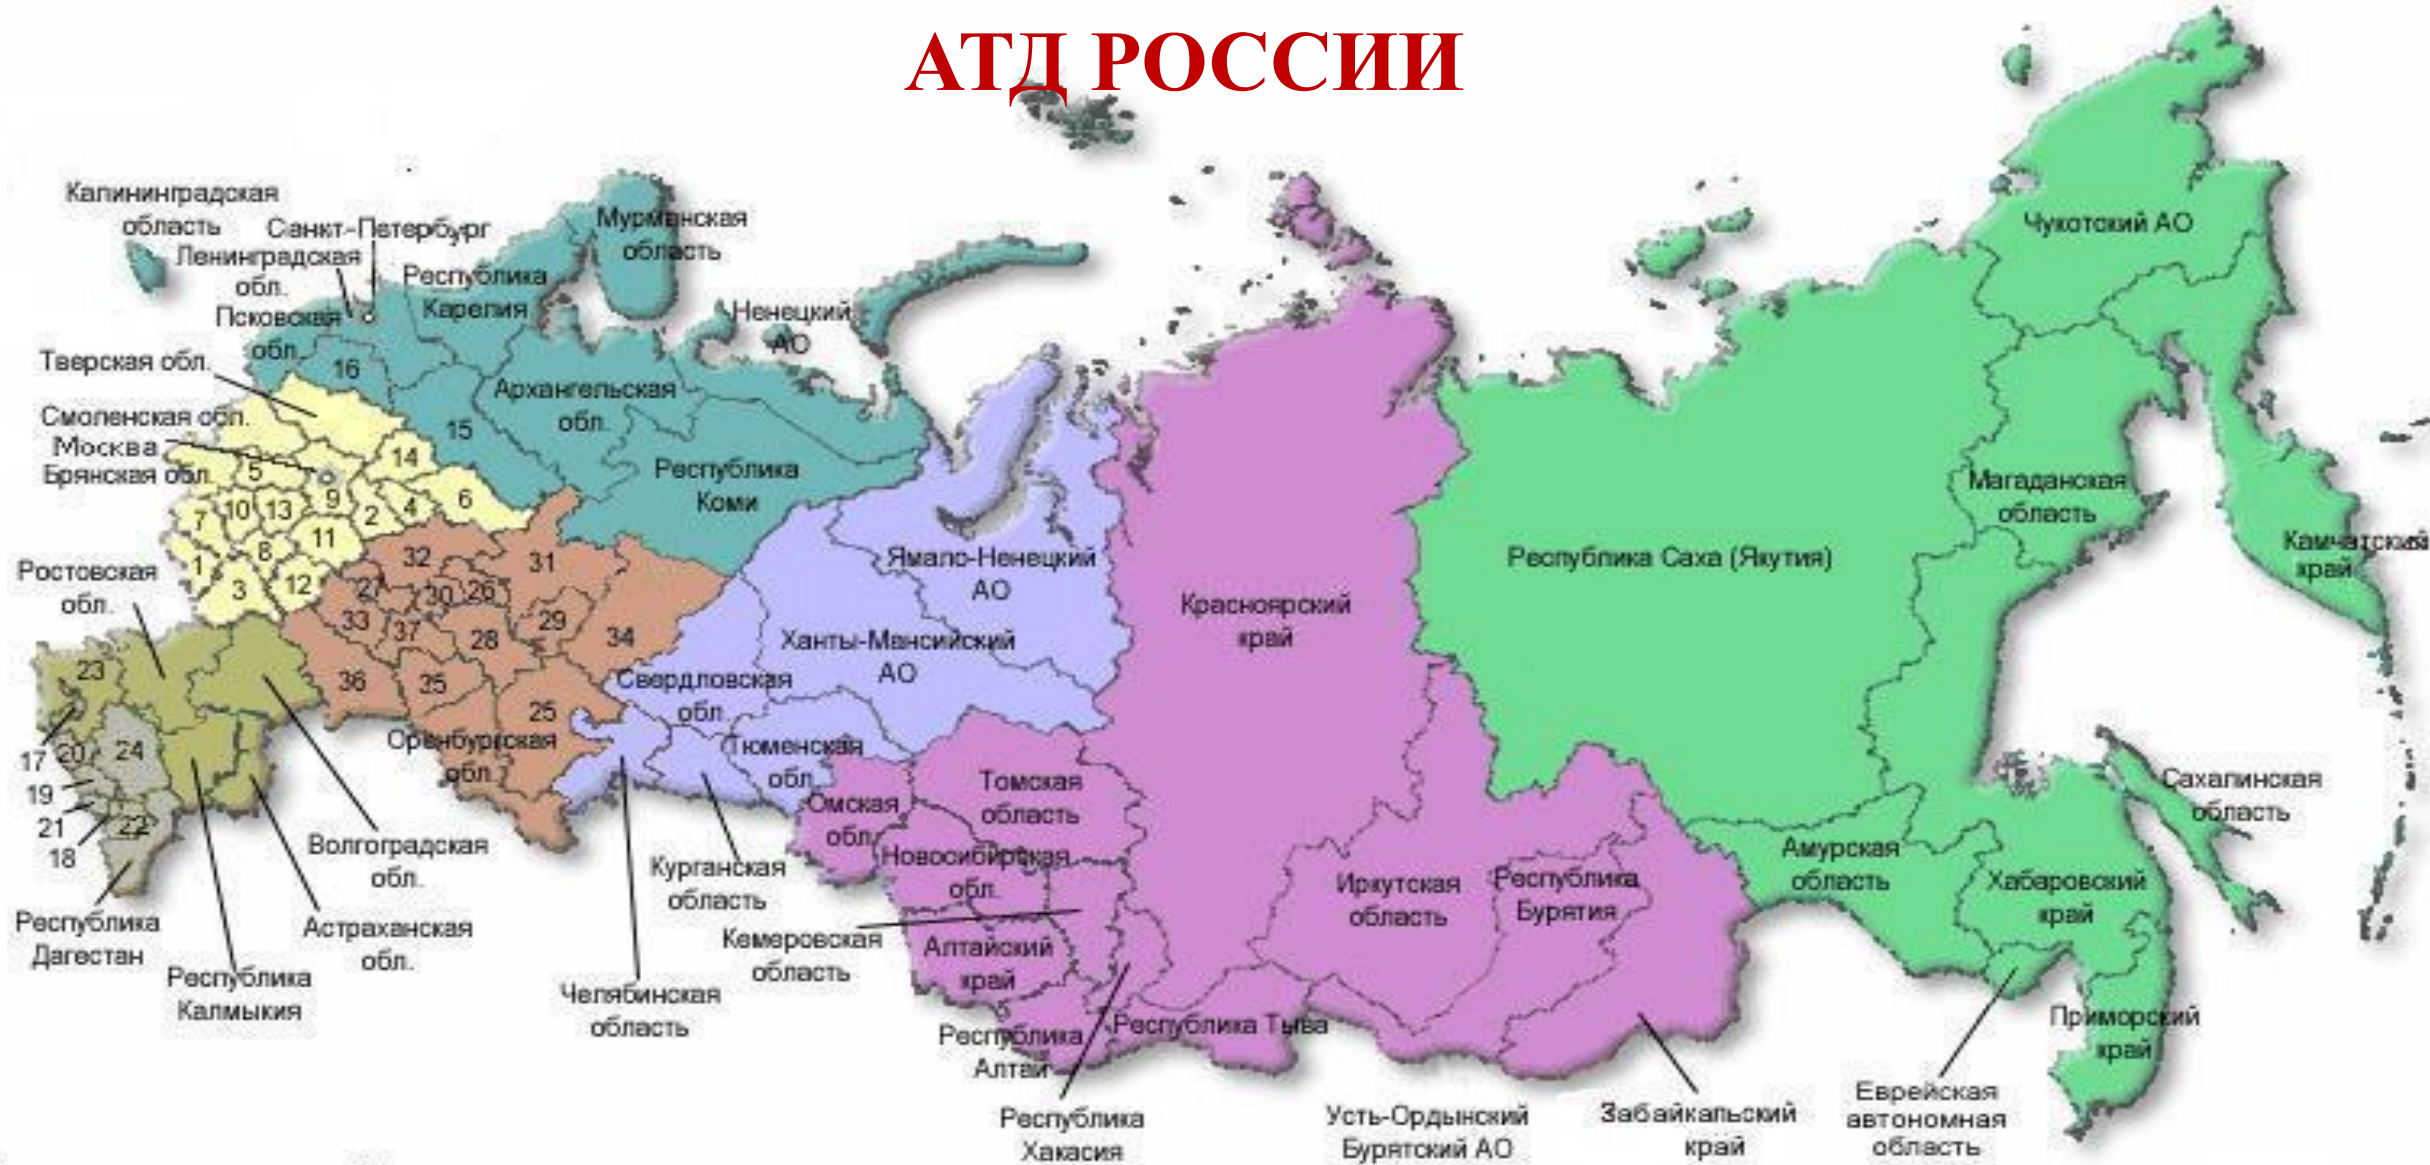 АТД РОССИИ
Калининградская
область
Санкт-Петербург
Ленинградская
обл.
Псковская
обл.
Республика
Карелия
Мурманская
область
Ненецкий
АО
Архангельская
обл.
Республика
Коми
Тверская обл.
Смоленская обл.
Москва
Брянская обл.
16
15
14
5
9
6
4
2
7
10
13
11
8
1
3
12
Ростовская
обл.
32
31
27
30
26
33
37
28
29
34
36
35
25
Оренбургская
обл.
23
17
20
24
19
21
22
18
Республика
Дагестан
Республика
Калмыкия
Астраханская
обл.
Волгоградская
обл.
Ямало-Ненецкий
АО
Ханты-Мансийский
АО
Свердловская
обл.
Тюменская
обл.
Курганская
область
Челябинская
область
Омская
обл.
Томская
область
Новосибирская
обл.
Кемеровская
область
Алтайский
край
Республика
Алтай
Республика
Хакасия
Республика Тыва
Красноярский
край
Иркутская
область
Республика
Бурятия
Усть-Ордынский
Бурятский АО
Забайкальский
край
Республика Саха (Якутия)
Чукотский АО
Магаданская
область
Камчатский
край
Сахалинская
область
Амурская
область
Хабаровский
край
Приморский
край
Еврейская
автономная
область